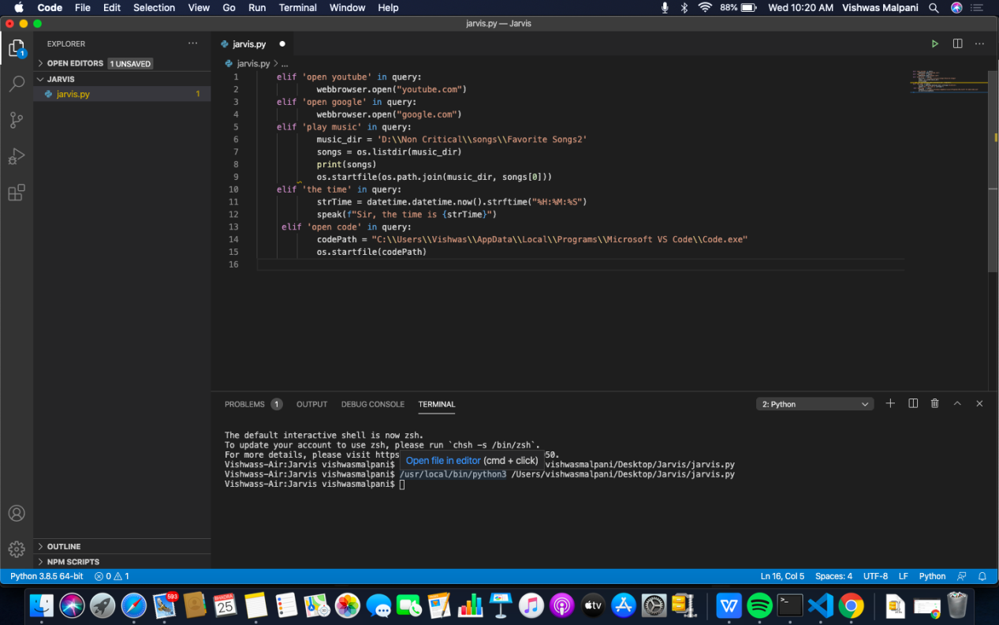 Code File Edit Selection View Go Run Terminal Window Help 88% Wed 10:20 AM Vishwas Malpani
jarvis.py — Jarvis
EXPLORER
OPEN EDITORS 1 UNSAVED
JARVIS
jarvis.py 1
jarvis.py
jarvis.py > ...
1 elif 'open youtube' in query:
2 webbrowser.open("youtube.com")
3 elif 'open google' in query:
4 webbrowser.open("google.com")
5 elif 'play music' in query:
6 music_dir = 'D:\\Non Critical\\songs\\Favorite Songs2'
7 songs = os.listdir(music_dir)
8 print(songs)
9 os.startfile(os.path.join(music_dir, songs[0]))
10 elif 'the time' in query:
11 strTime = datetime.datetime.now().strftime("%H:%M:%S")
12 speak(f"Sir, the time is {strTime}")
13 elif 'open code' in query:
14 codePath = "C:\\Users\\Vishwas\\AppData\\Local\\Programs\\Microsoft VS Code\\Code.exe"
15 os.startfile(codePath)
16
PROBLEMS 1 OUTPUT DEBUG CONSOLE TERMINAL 2: Python
The default interactive shell is now zsh.
To update your account to use zsh, please run `chsh -s /bin/zsh`.
For more details, please visit https 50.
Open file in editor (cmd + click)
Vishwass-Air:Jarvis vishwasmalpani$ vishwasmalpani/Desktop/Jarvis/jarvis.py
Vishwass-Air:Jarvis vishwasmalpani$ /usr/local/bin/python3 /Users/vishwasmalpani/Desktop/Jarvis/jarvis.py
Vishwass-Air:Jarvis vishwasmalpani$
OUTLINE
NPM SCRIPTS
Python 3.8.5 64-bit 0 1 Ln 16, Col 5 Spaces: 4 UTF-8 LF Python
593
BHADRA
25
tv